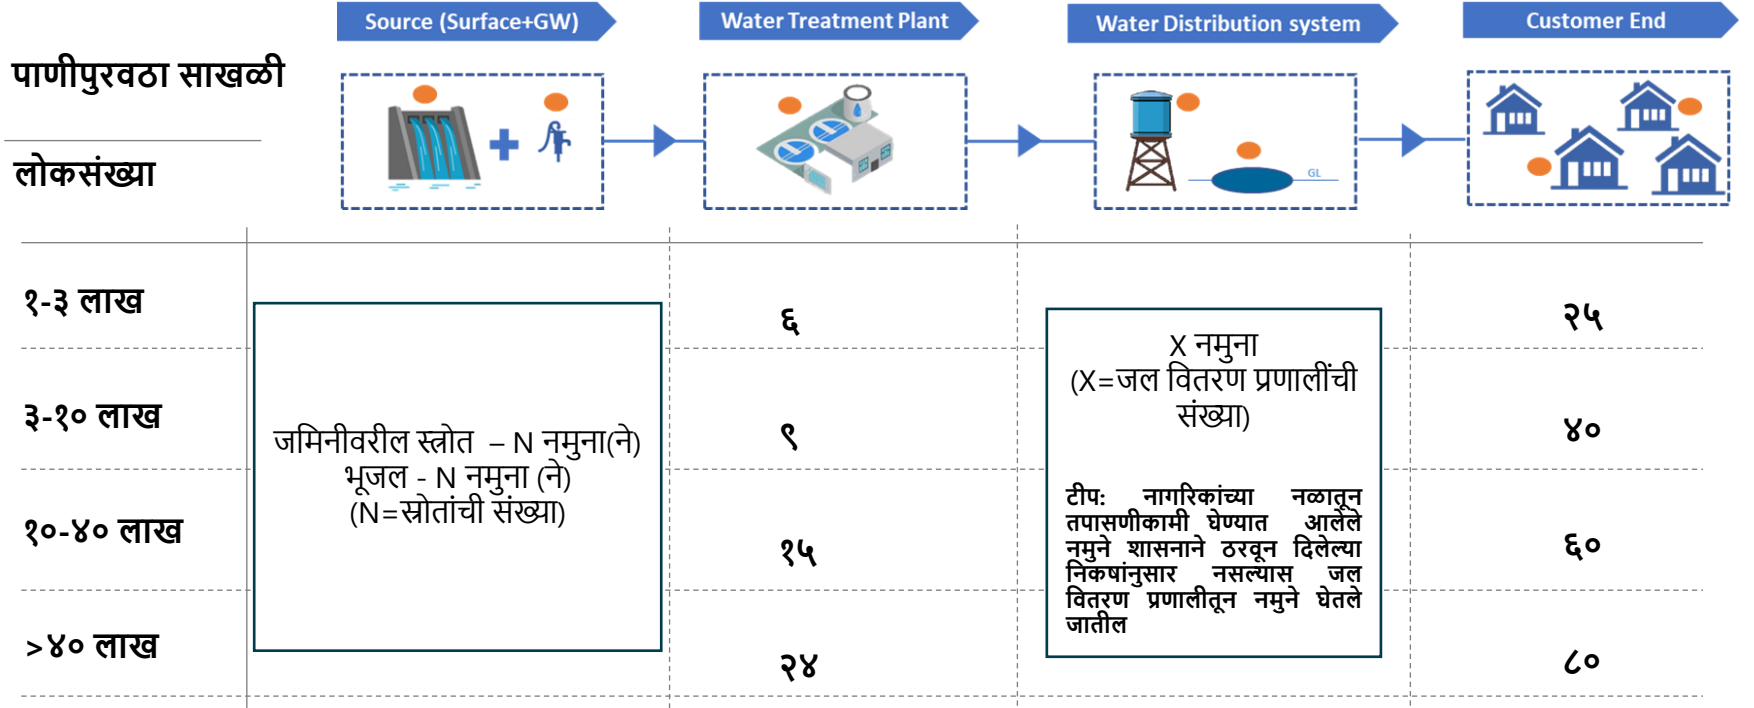 Source (Surface+GW)
Water Treatment Plant
Water Distribution system
Customer End
पाणीपुरवठा साखळी
लोकसंख्या
GL
१-३ लाख
६
२५
३-१० लाख
९
४०
१०-४० लाख
१५
६०
>४० लाख
२४
८०
जमिनीवरील स्त्रोत – N नमुना(ने)
भूजल - N नमुना (ने)
(N=स्रोतांची संख्या)
X नमुना
(X=जल वितरण प्रणालींची
संख्या)
टीप: नागरिकांच्या नळातून
तपासणीकामी घेण्यात आलेले
नमुने शासनाने ठरवून दिलेल्या
निकषांनुसार नसल्यास जल
वितरण प्रणालीतून नमुने घेतले
जातील